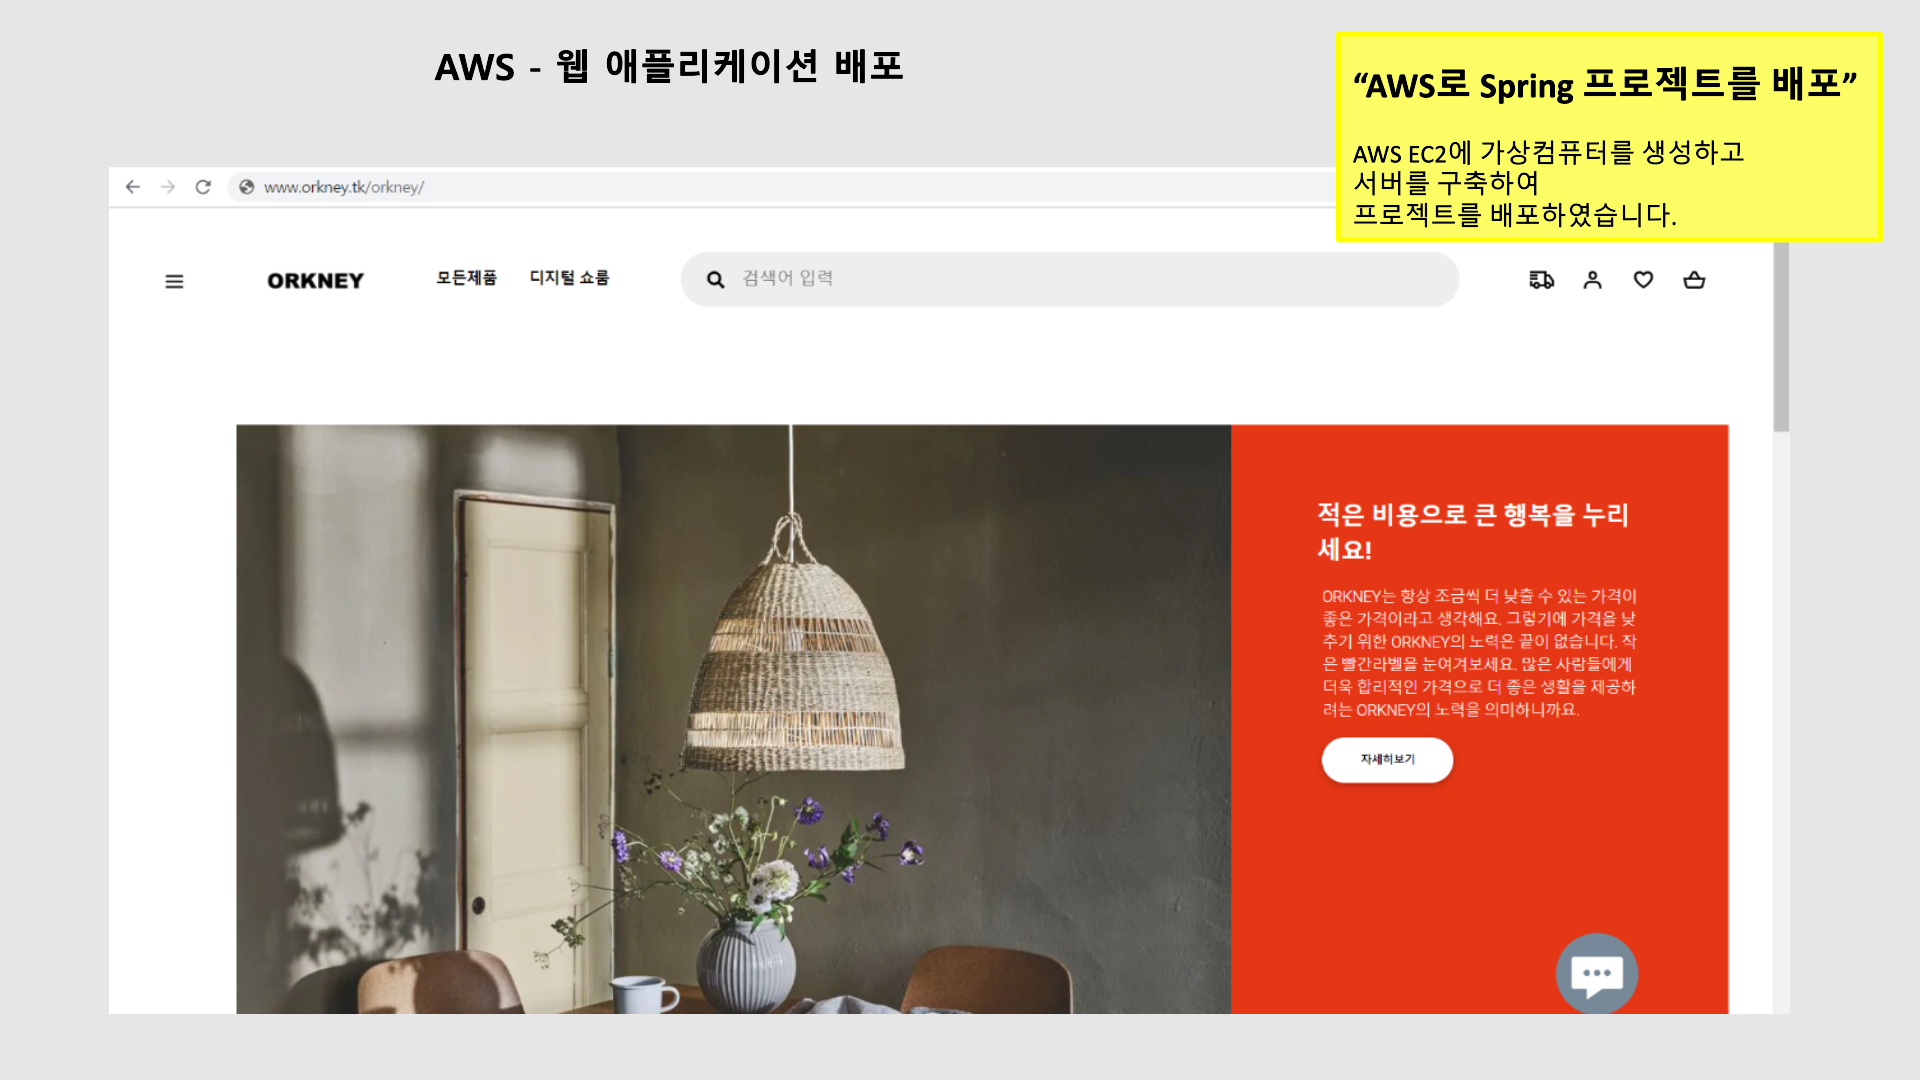 AWS - 웹 애플리케이션 배포
“AWS로 Spring 프로젝트를 배포”
AWS EC2에 가상컴퓨터를 생성하고
서버를 구축하여
프로젝트를 배포하였습니다.
www.orkney.tk/orkney/
ORKNEY
모든제품
디지털 쇼룸
검색어 입력
적은 비용으로 큰 행복을 누리
세요!
ORKNEY는 항상 조금씩 더 낮출 수 있는 가격이
좋은 가격이라고 생각해요. 그렇기에 가격을 낮
추기 위한 ORKNEY의 노력은 끝이 없습니다. 작
은 빨간라벨을 눈여겨보세요. 많은 사람들에게
더욱 합리적인 가격으로 더 좋은 생활을 제공하
려는 ORKNEY의 노력을 의미하니까요.
자세히보기